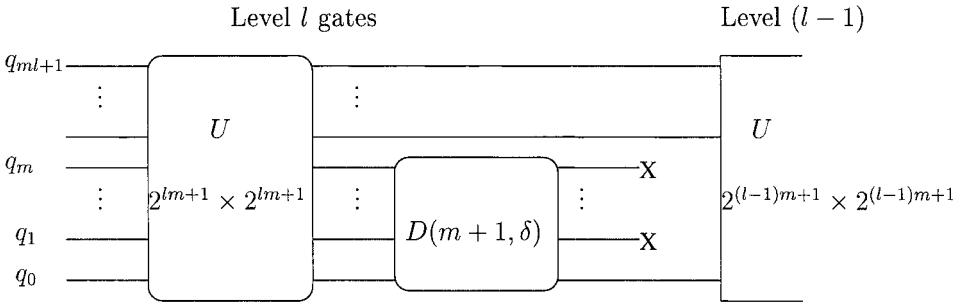 Level l gates Level (l − 1)
q_{ml+1}
⋮ ⋮
U U
q_m X
⋮ 2^{lm+1} × 2^{lm+1} ⋮ ⋮ 2^{(l−1)m+1} × 2^{(l−1)m+1}
q_1 D(m + 1, δ) X
q_0